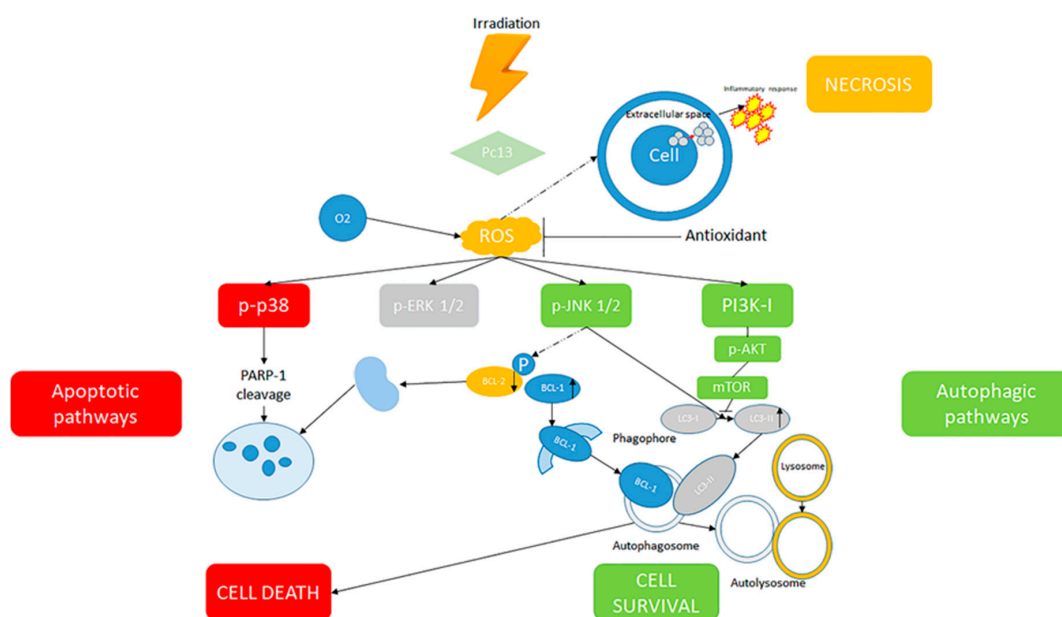 Irradiation
NECROSIS
Inflammatory response
Extracellular space
Cell
Pc13
O2
ROS
Antioxidant
p-p38
p-ERK 1/2
p-JNK 1/2
PI3K-I
p-AKT
mTOR
Apoptotic
pathways
PARP-1
cleavage
BCL-2
P
BCL-1
LC3-I
LC3-II
Autophagic
pathways
Phagophore
BCL-1
Lysosome
BCL-1
LC3-II
Autophagosome
Autolysosome
CELL DEATH
CELL
SURVIVAL